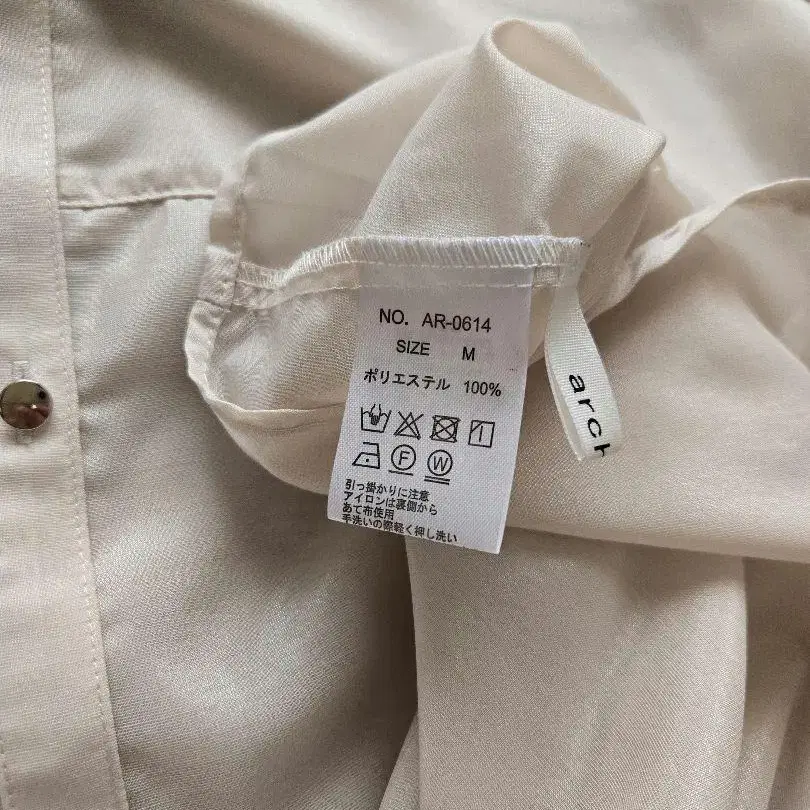 NO. AR-0614
SIZE M
ポリエステル 100%
F W
引っ掛かりに注意
アイロンは裏側から
あて布使用
手洗いの際軽く押し洗い
arch